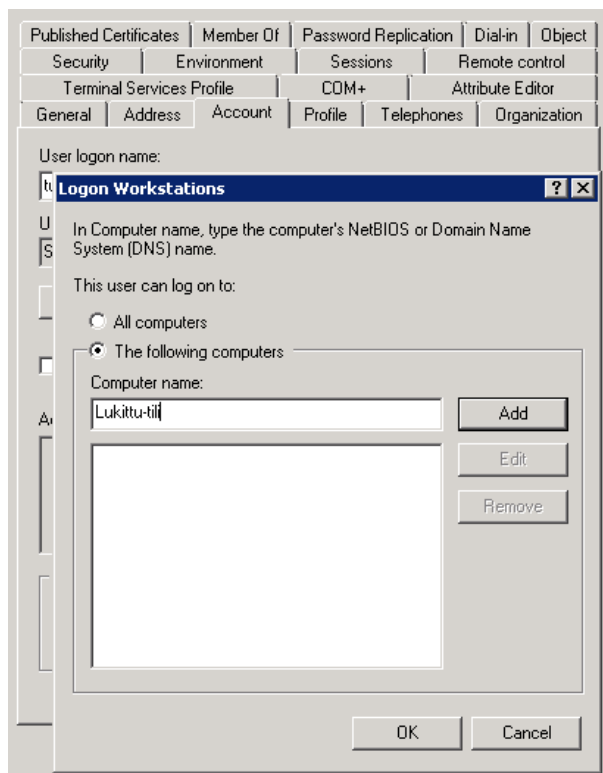 Published Certificates Member Of Password Replication Dial-in Object
Security Environment Sessions Remote control
Terminal Services Profile COM+ Attribute Editor
General Address Account Profile Telephones Organization
User logon name:
Logon Workstations
In Computer name, type the computer's NetBIOS or Domain Name
System (DNS) name.
This user can log on to:
All computers
The following computers
Computer name:
Lukittu-tili
Add
Edit
Remove
OK Cancel